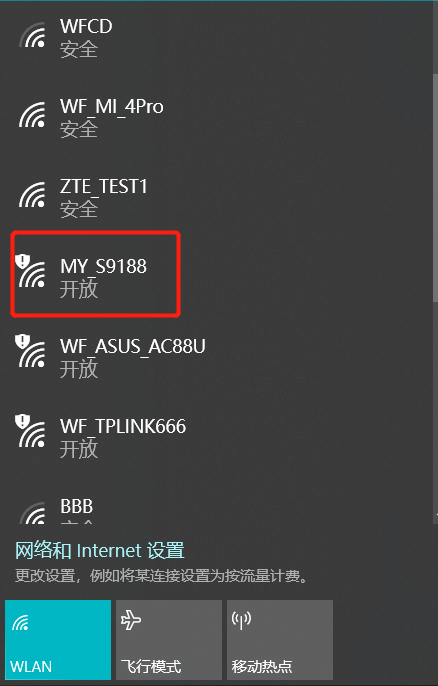 WFCD
安全
WF_MI_4Pro
安全
ZTE_TEST1
安全
MY_S9188
开放
WF_ASUS_AC88U
开放
WF_TPLINK666
开放
BBB
网络和 Internet 设置
更改设置，例如将某连接设置为按流量计费。
WLAN
飞行模式
移动热点